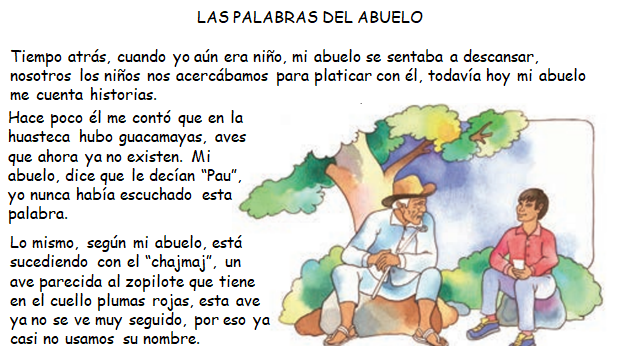 LAS PALABRAS DEL ABUELO
Tiempo atrás, cuando yo aún era niño, mi abuelo se sentaba a descansar,
nosotros los niños nos acercábamos para platicar con él, todavía hoy mi abuelo
me cuenta historias.
Hace poco él me contó que en la
huasteca hubo guacamayas, aves
que ahora ya no existen. Mi
abuelo, dice que le decían “Pau”,
yo nunca había escuchado esta
palabra.
Lo mismo, según mi abuelo, está
sucediendo con el “chajmaj”, un
ave parecida al zopilote que tiene
en el cuello plumas rojas, esta ave
ya no se ve muy seguido, por eso ya
casi no usamos su nombre.